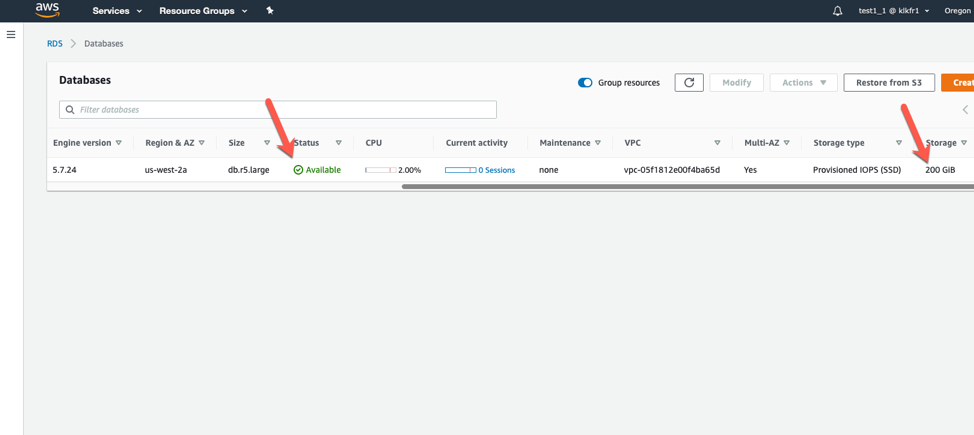 aws Services Resource Groups test1_1 @ klkfr1 Oregon
RDS Databases
Databases
Group resources Modify Actions Restore from S3 Creat
Filter databases
Engine version Region & AZ Size Status CPU Current activity Maintenance VPC Multi-AZ Storage type Storage
5.7.24 us-west-2a db.r5.large Available 2.00% 0 Sessions none vpc-05f1812e00f4ba65d Yes Provisioned IOPS (SSD) 200 GiB